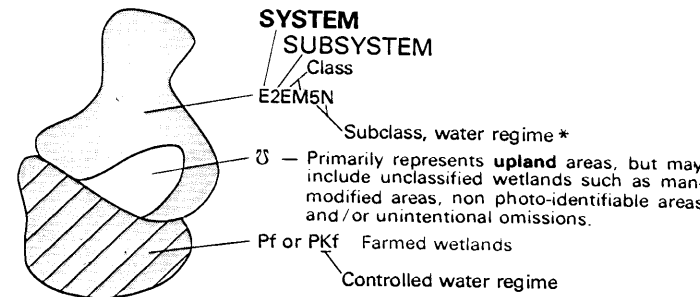 SYSTEM
SUBSYSTEM
Class
E2EM5N
Subclass, water regime *
℧ — Primarily represents upland areas, but may
include unclassified wetlands such as man-
modified areas, non photo-identifiable areas
and/or unintentional omissions.
Pf or PKf Farmed wetlands
Controlled water regime